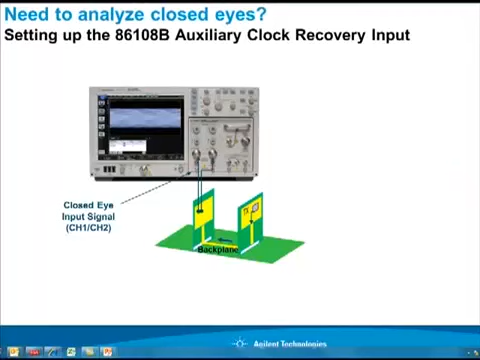 Need to analyze closed eyes?
Setting up the 86108B Auxiliary Clock Recovery Input
Closed Eye
Input Signal
(CH1/CH2)
TX
Backplane
Agilent Technologies